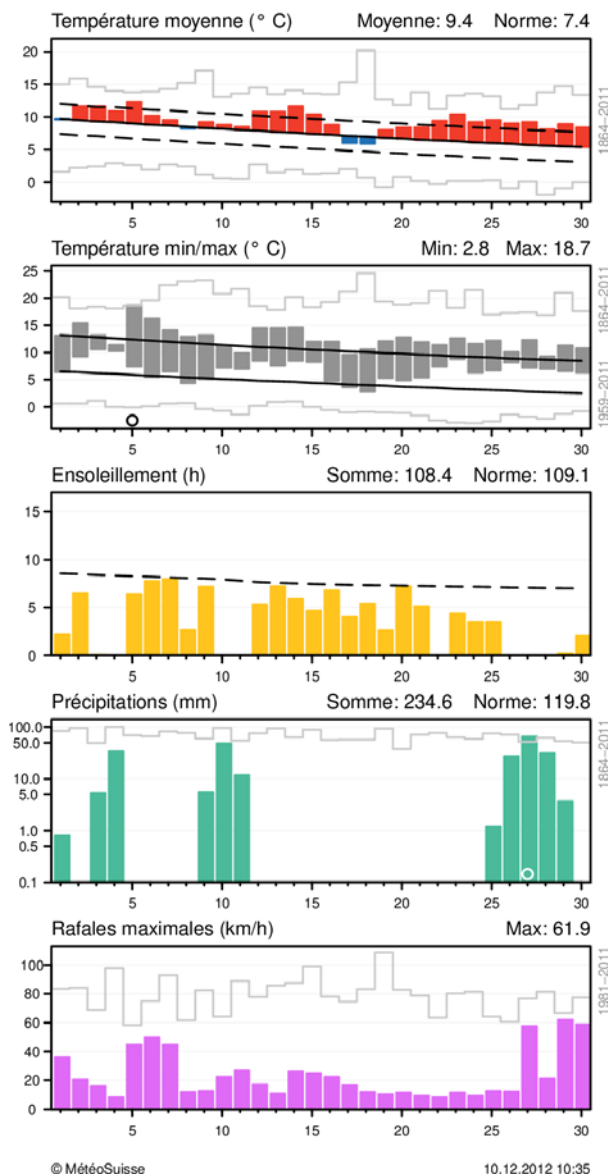 Température moyenne (° C) Moyenne: 9.4 Norme: 7.4
20
15
10
5
0
5 10 15 20 25 30
1864–2011
Température min/max (° C) Min: 2.8 Max: 18.7
25
20
15
10
5
0
5 10 15 20 25 30
1959–2011 1864–2011
Ensoleillement (h) Somme: 108.4 Norme: 109.1
15
10
5
0
5 10 15 20 25 30
Précipitations (mm) Somme: 234.6 Norme: 119.8
100.0
50.0
10.0
5.0
1.0
0.5
0.1
5 10 15 20 25 30
1864–2011
Rafales maximales (km/h) Max: 61.9
100
80
60
40
20
0
5 10 15 20 25 30
1981–2011
© MétéoSuisse 10.12.2012 10:35